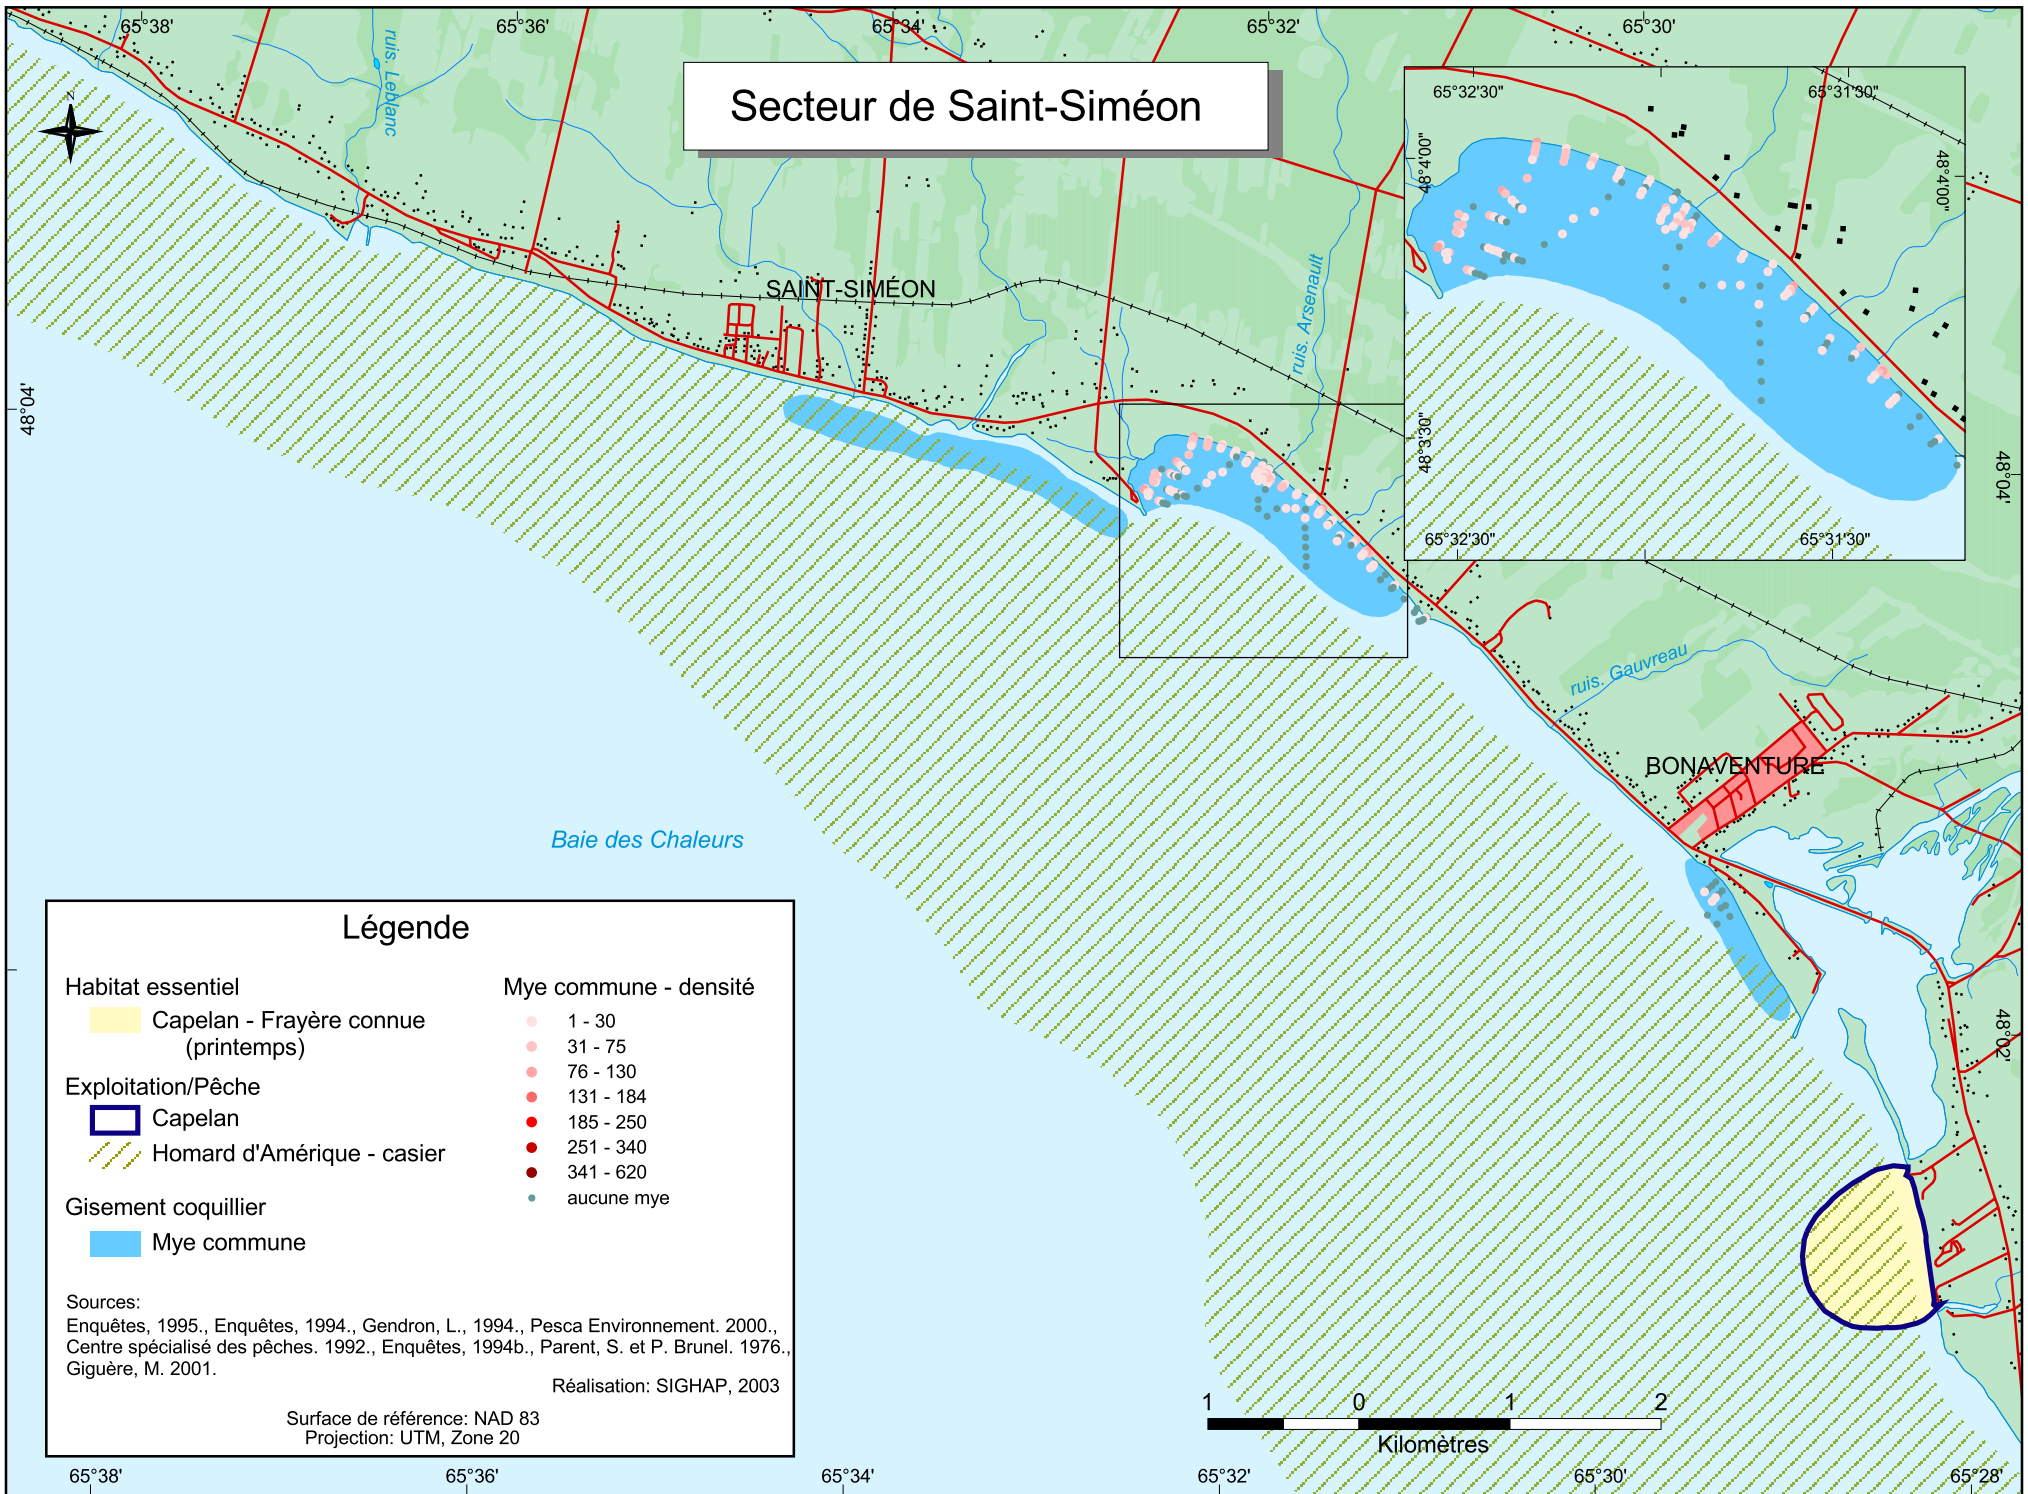 65°38' 65°36' 65°34' 65°32' 65°30'
N
ruis. Leblanc
Secteur de Saint-Siméon
65°32'30" 65°31'30"
48°4'00" 48°4'00"
48°3'30"
65°32'30" 65°31'30"
SAINT-SIMÉON
ruis. Arsenault
48°04' 48°04'
ruis. Gauvreau
BONAVENTURE
Baie des Chaleurs
48°02'
Légende
Habitat essentiel
Capelan - Frayère connue
(printemps)
Exploitation/Pêche
Capelan
Homard d'Amérique - casier
Gisement coquillier
Mye commune
Mye commune - densité
1 - 30
31 - 75
76 - 130
131 - 184
185 - 250
251 - 340
341 - 620
aucune mye
Sources:
Enquêtes, 1995., Enquêtes, 1994., Gendron, L., 1994., Pesca Environnement. 2000.,
Centre spécialisé des pêches. 1992., Enquêtes, 1994b., Parent, S. et P. Brunel. 1976.,
Giguère, M. 2001.
Réalisation: SIGHAP, 2003
Surface de référence: NAD 83
Projection: UTM, Zone 20
1 0 1 2
Kilomètres
65°38' 65°36' 65°34' 65°32' 65°30' 65°28'